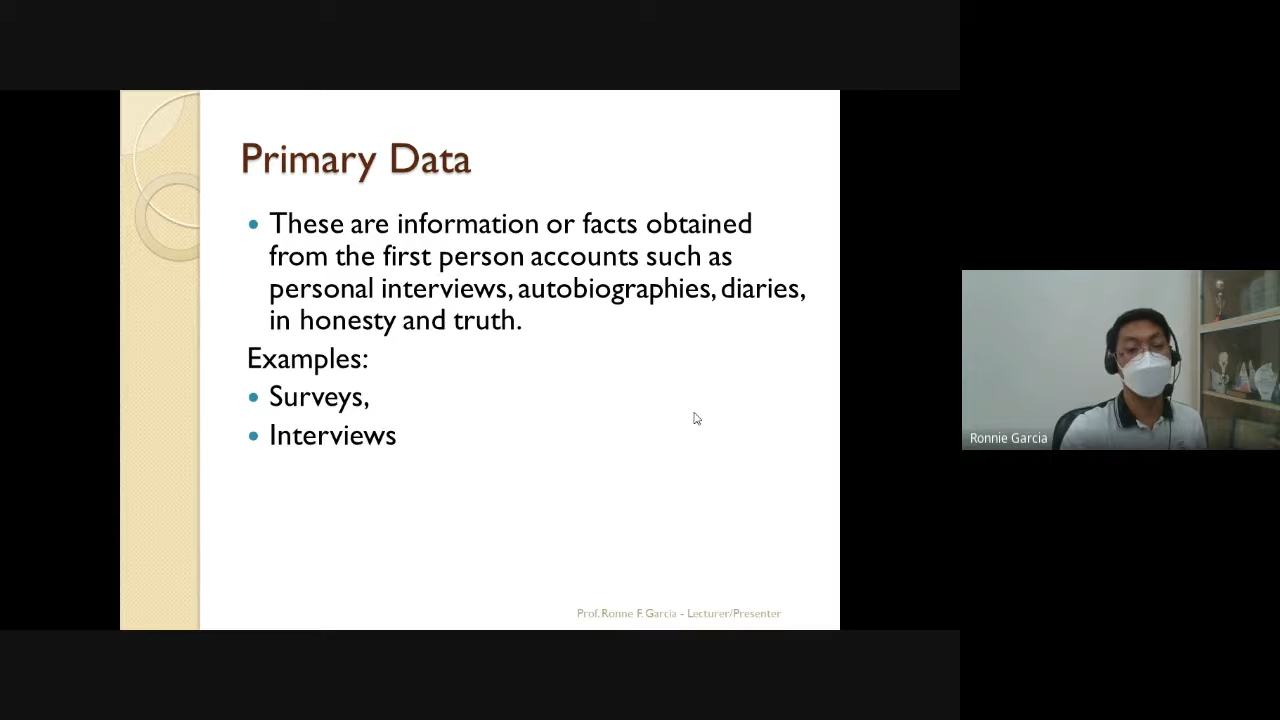 Primary Data
• These are information or facts obtained
from the first person accounts such as
personal interviews, autobiographies, diaries,
in honesty and truth.
Examples:
• Surveys,
• Interviews
Prof. Ronne F. Garcia - Lecturer/Presenter
Ronnie Garcia